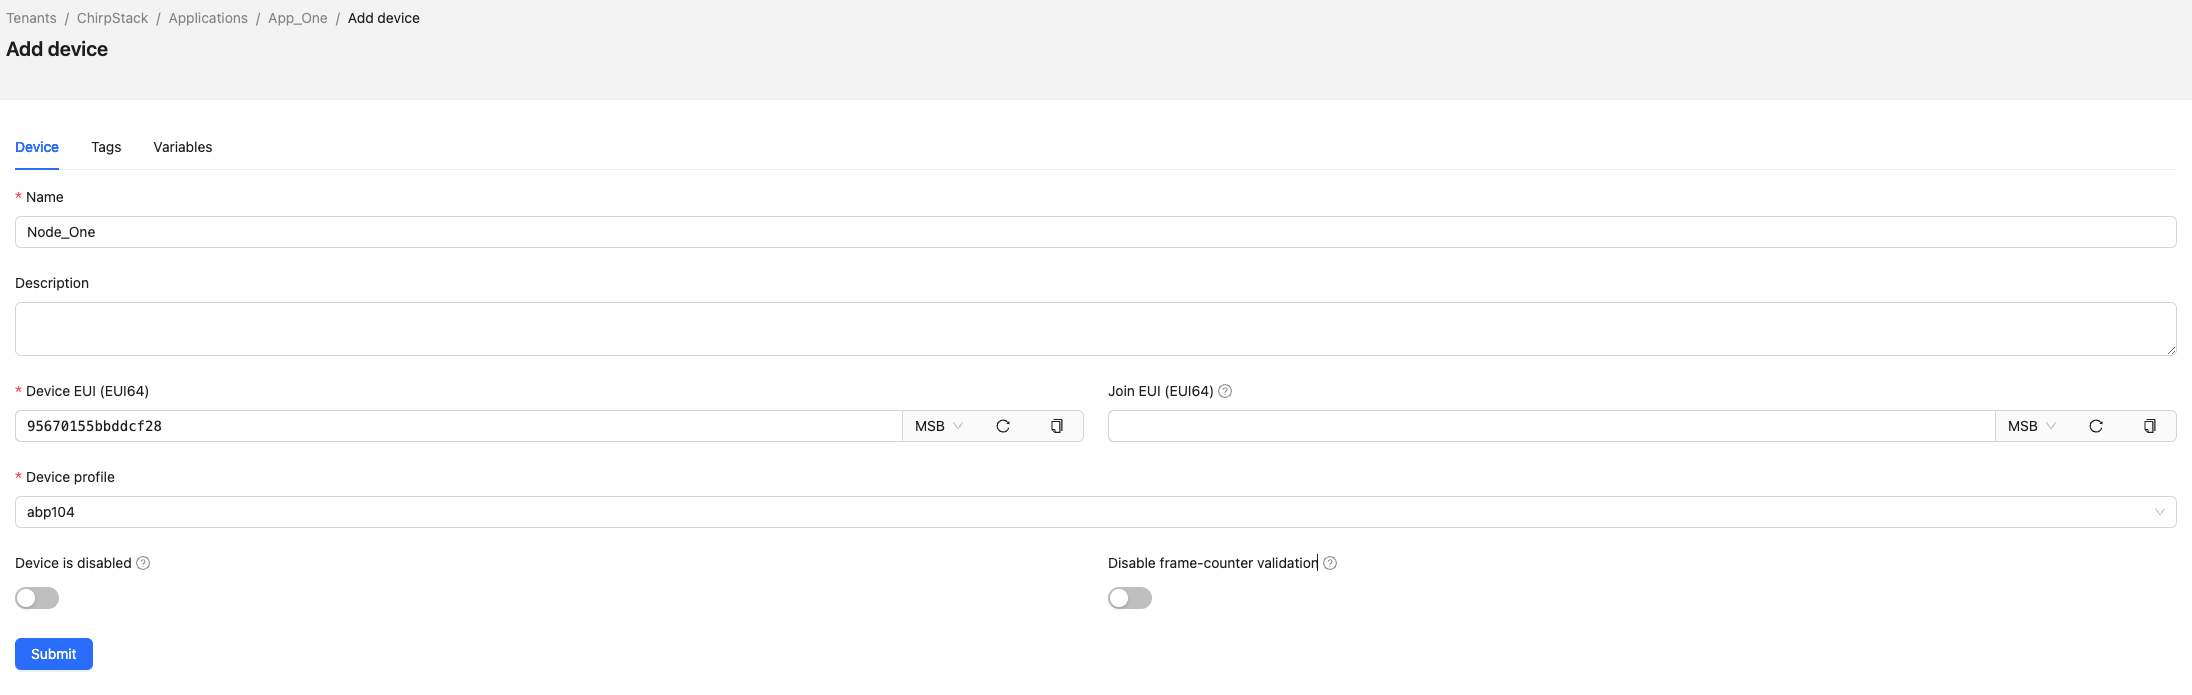 Tenants / ChirpStack / Applications / App_One / Add device
Add device
Device Tags Variables
* Name
Node_One
Description
* Device EUI (EUI64)
95670155bbddcf28 MSB
Join EUI (EUI64)
MSB
* Device profile
abp104
Device is disabled
Disable frame-counter validation
Submit